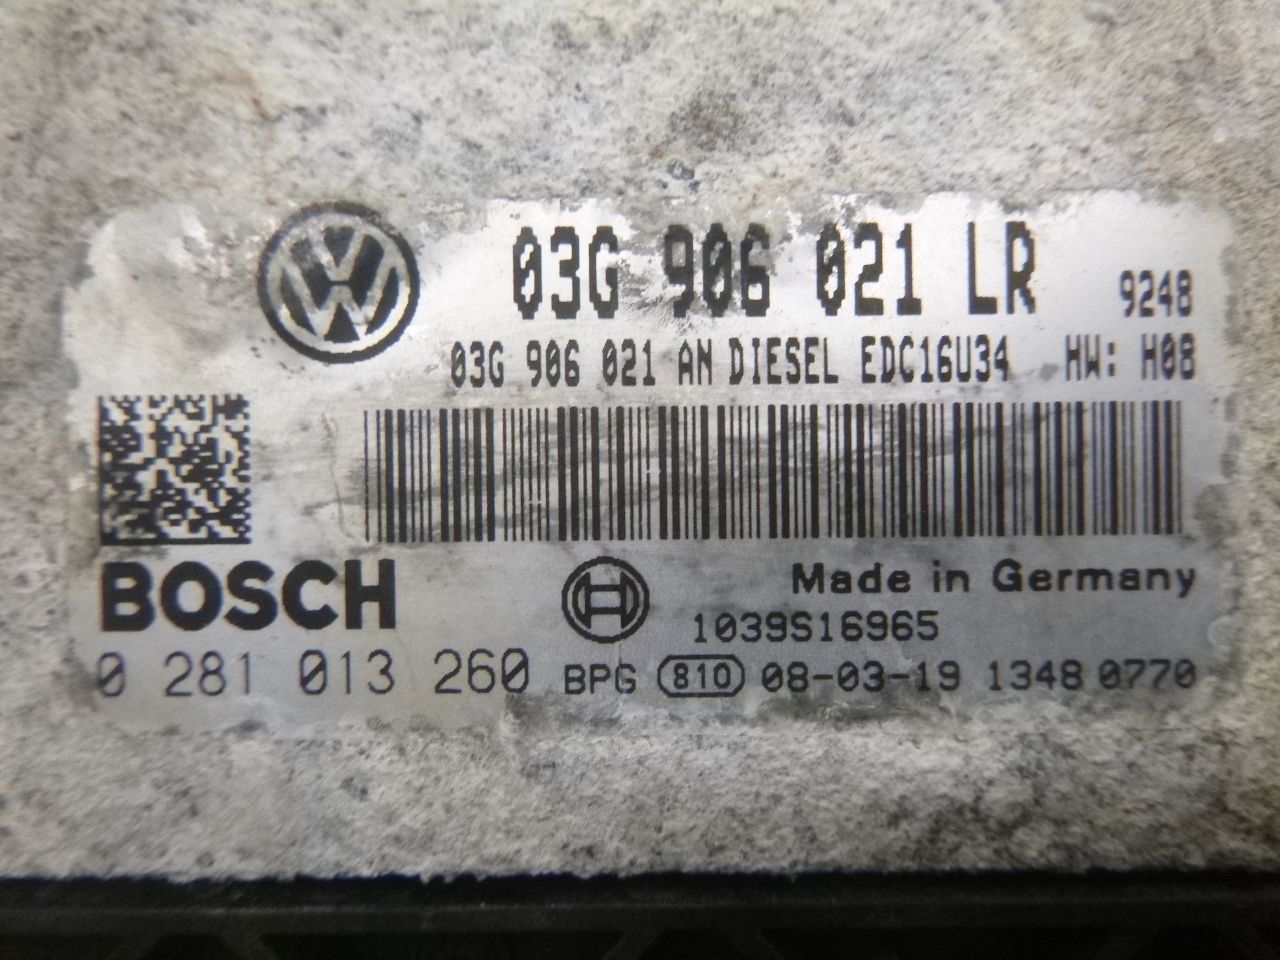 03G 906 021 LR 9248
03G 906 021 AN DIESEL EDC16U34 HW: H08
BOSCH
Made in Germany
1039S16965
0 281 013 260 BPG 810 08-03-19 1348 0770